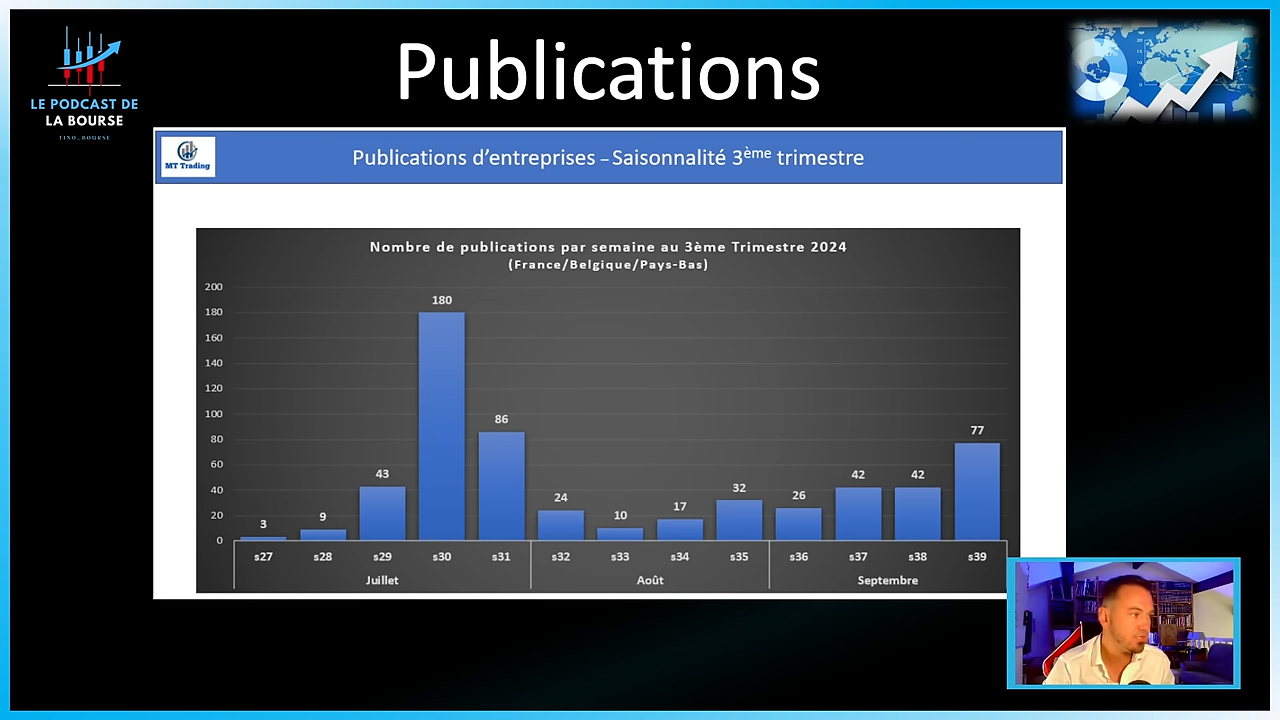 LE PODCAST DE
LA BOURSE
TINO_BOURSE
Publications
MT Trading
Publications d'entreprises – Saisonnalité 3ème trimestre
Nombre de publications par semaine au 3ème Trimestre 2024
(France/Belgique/Pays-Bas)
200
180
160
140
120
100
80
60
40
20
0
3
9
43
180
86
24
10
17
32
26
42
42
77
s27
s28
s29
s30
s31
s32
s33
s34
s35
s36
s37
s38
s39
Juillet
Août
Septembre